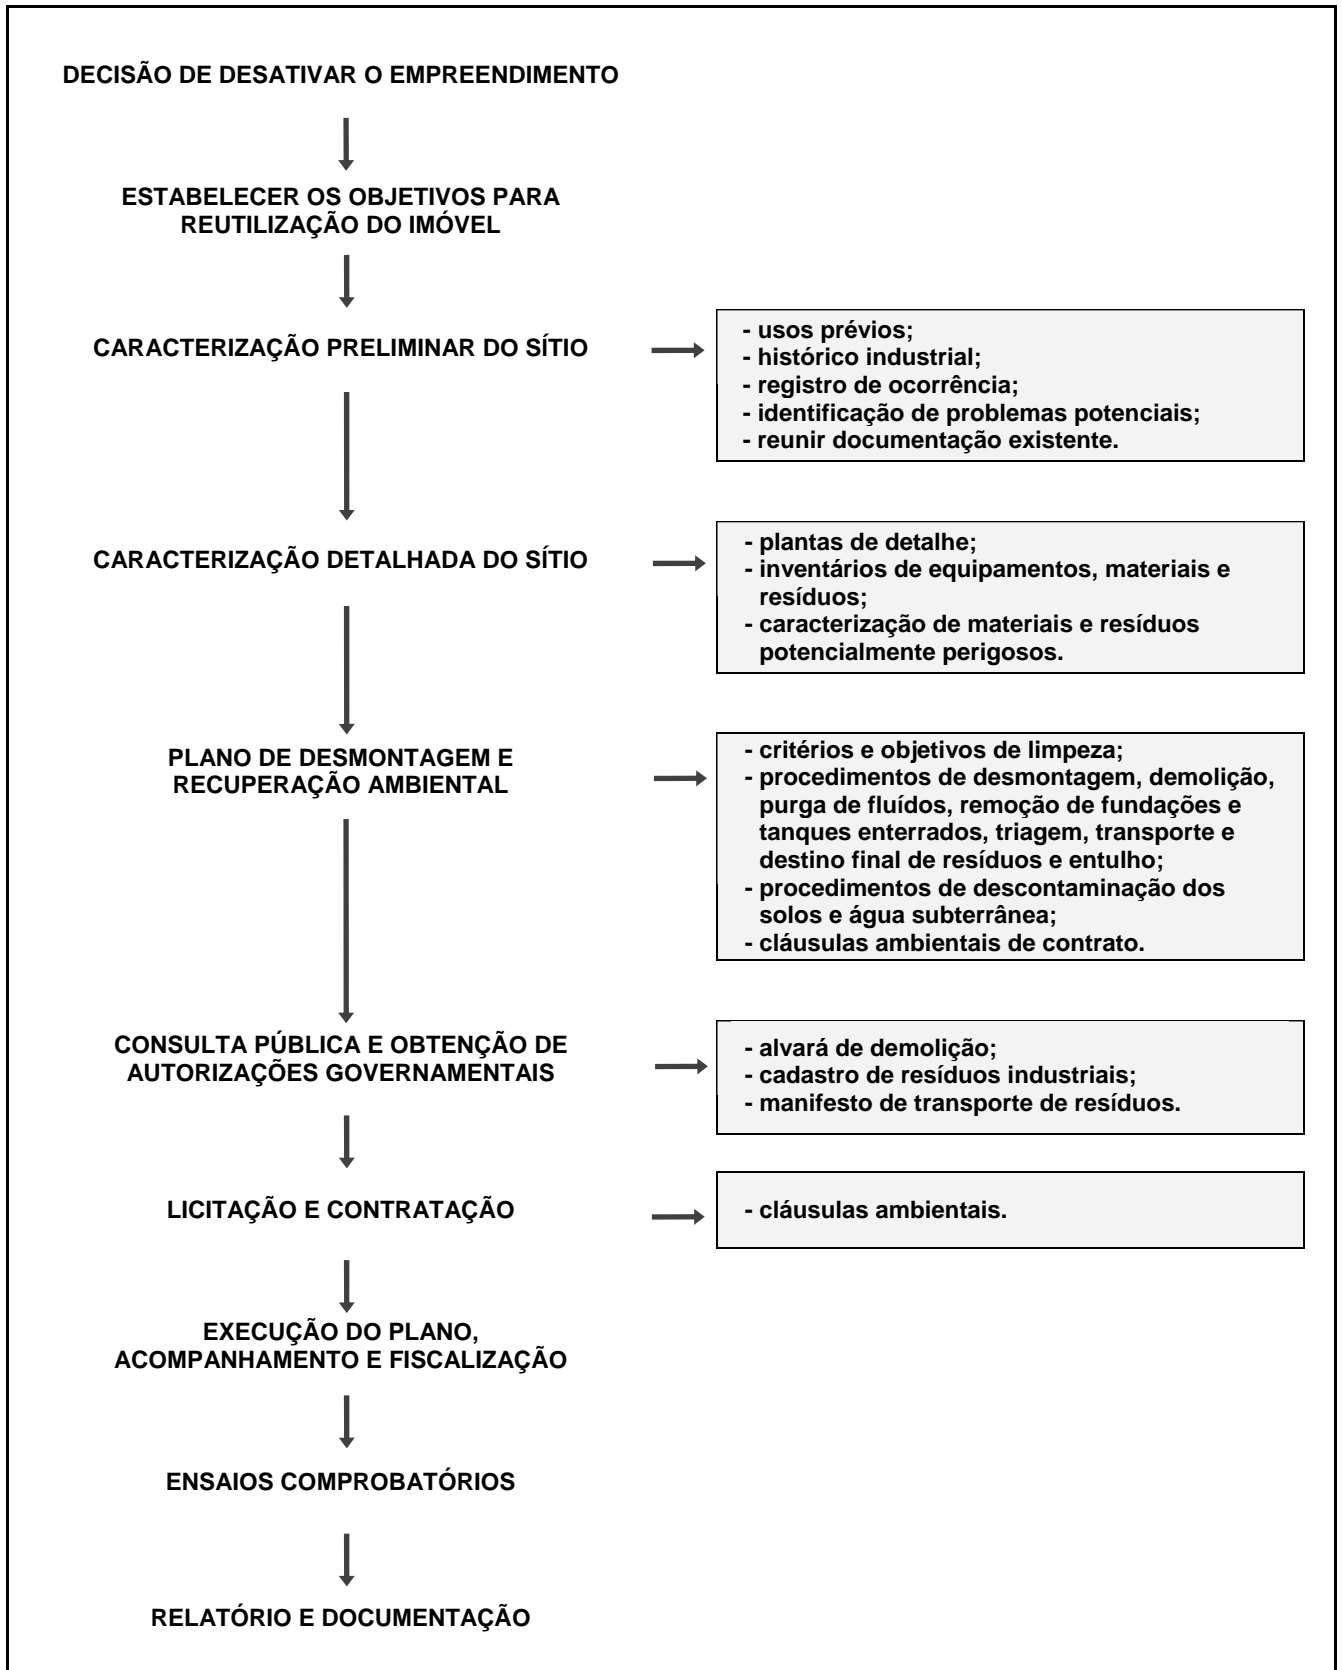 DECISÃO DE DESATIVAR O EMPREENDIMENTO
ESTABELECER OS OBJETIVOS PARA
REUTILIZAÇÃO DO IMÓVEL
CARACTERIZAÇÃO PRELIMINAR DO SÍTIO
- usos prévios;
- histórico industrial;
- registro de ocorrência;
- identificação de problemas potenciais;
- reunir documentação existente.
CARACTERIZAÇÃO DETALHADA DO SÍTIO
- plantas de detalhe;
- inventários de equipamentos, materiais e
resíduos;
- caracterização de materiais e resíduos
potencialmente perigosos.
PLANO DE DESMONTAGEM E
RECUPERAÇÃO AMBIENTAL
- critérios e objetivos de limpeza;
- procedimentos de desmontagem, demolição,
purga de fluídos, remoção de fundações e
tanques enterrados, triagem, transporte e
destino final de resíduos e entulho;
- procedimentos de descontaminação dos
solos e água subterrânea;
- cláusulas ambientais de contrato.
CONSULTA PÚBLICA E OBTENÇÃO DE
AUTORIZAÇÕES GOVERNAMENTAIS
- alvará de demolição;
- cadastro de resíduos industriais;
- manifesto de transporte de resíduos.
LICITAÇÃO E CONTRATAÇÃO
- cláusulas ambientais.
EXECUÇÃO DO PLANO,
ACOMPANHAMENTO E FISCALIZAÇÃO
ENSAIOS COMPROBATÓRIOS
RELATÓRIO E DOCUMENTAÇÃO